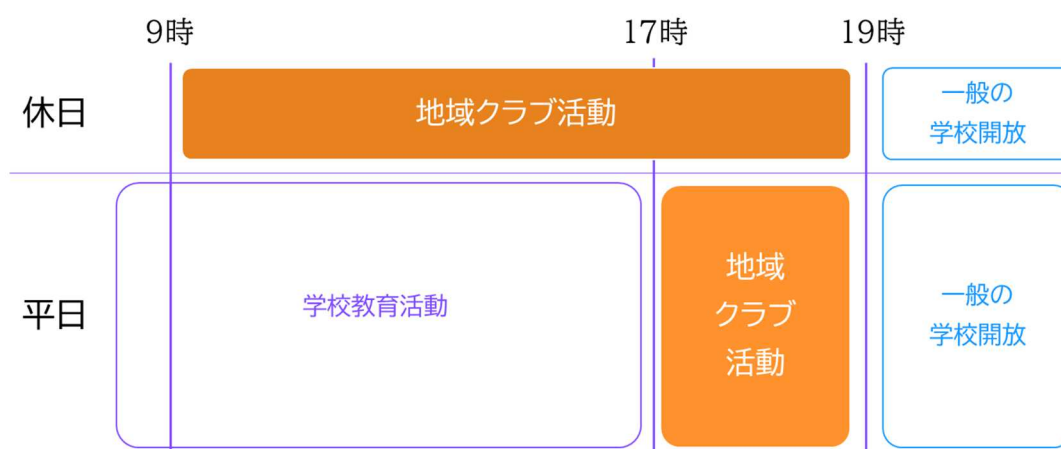 9時
17時
19時
休日
地域クラブ活動
一般の
学校開放
平日
学校教育活動
地域
クラブ
活動
一般の
学校開放